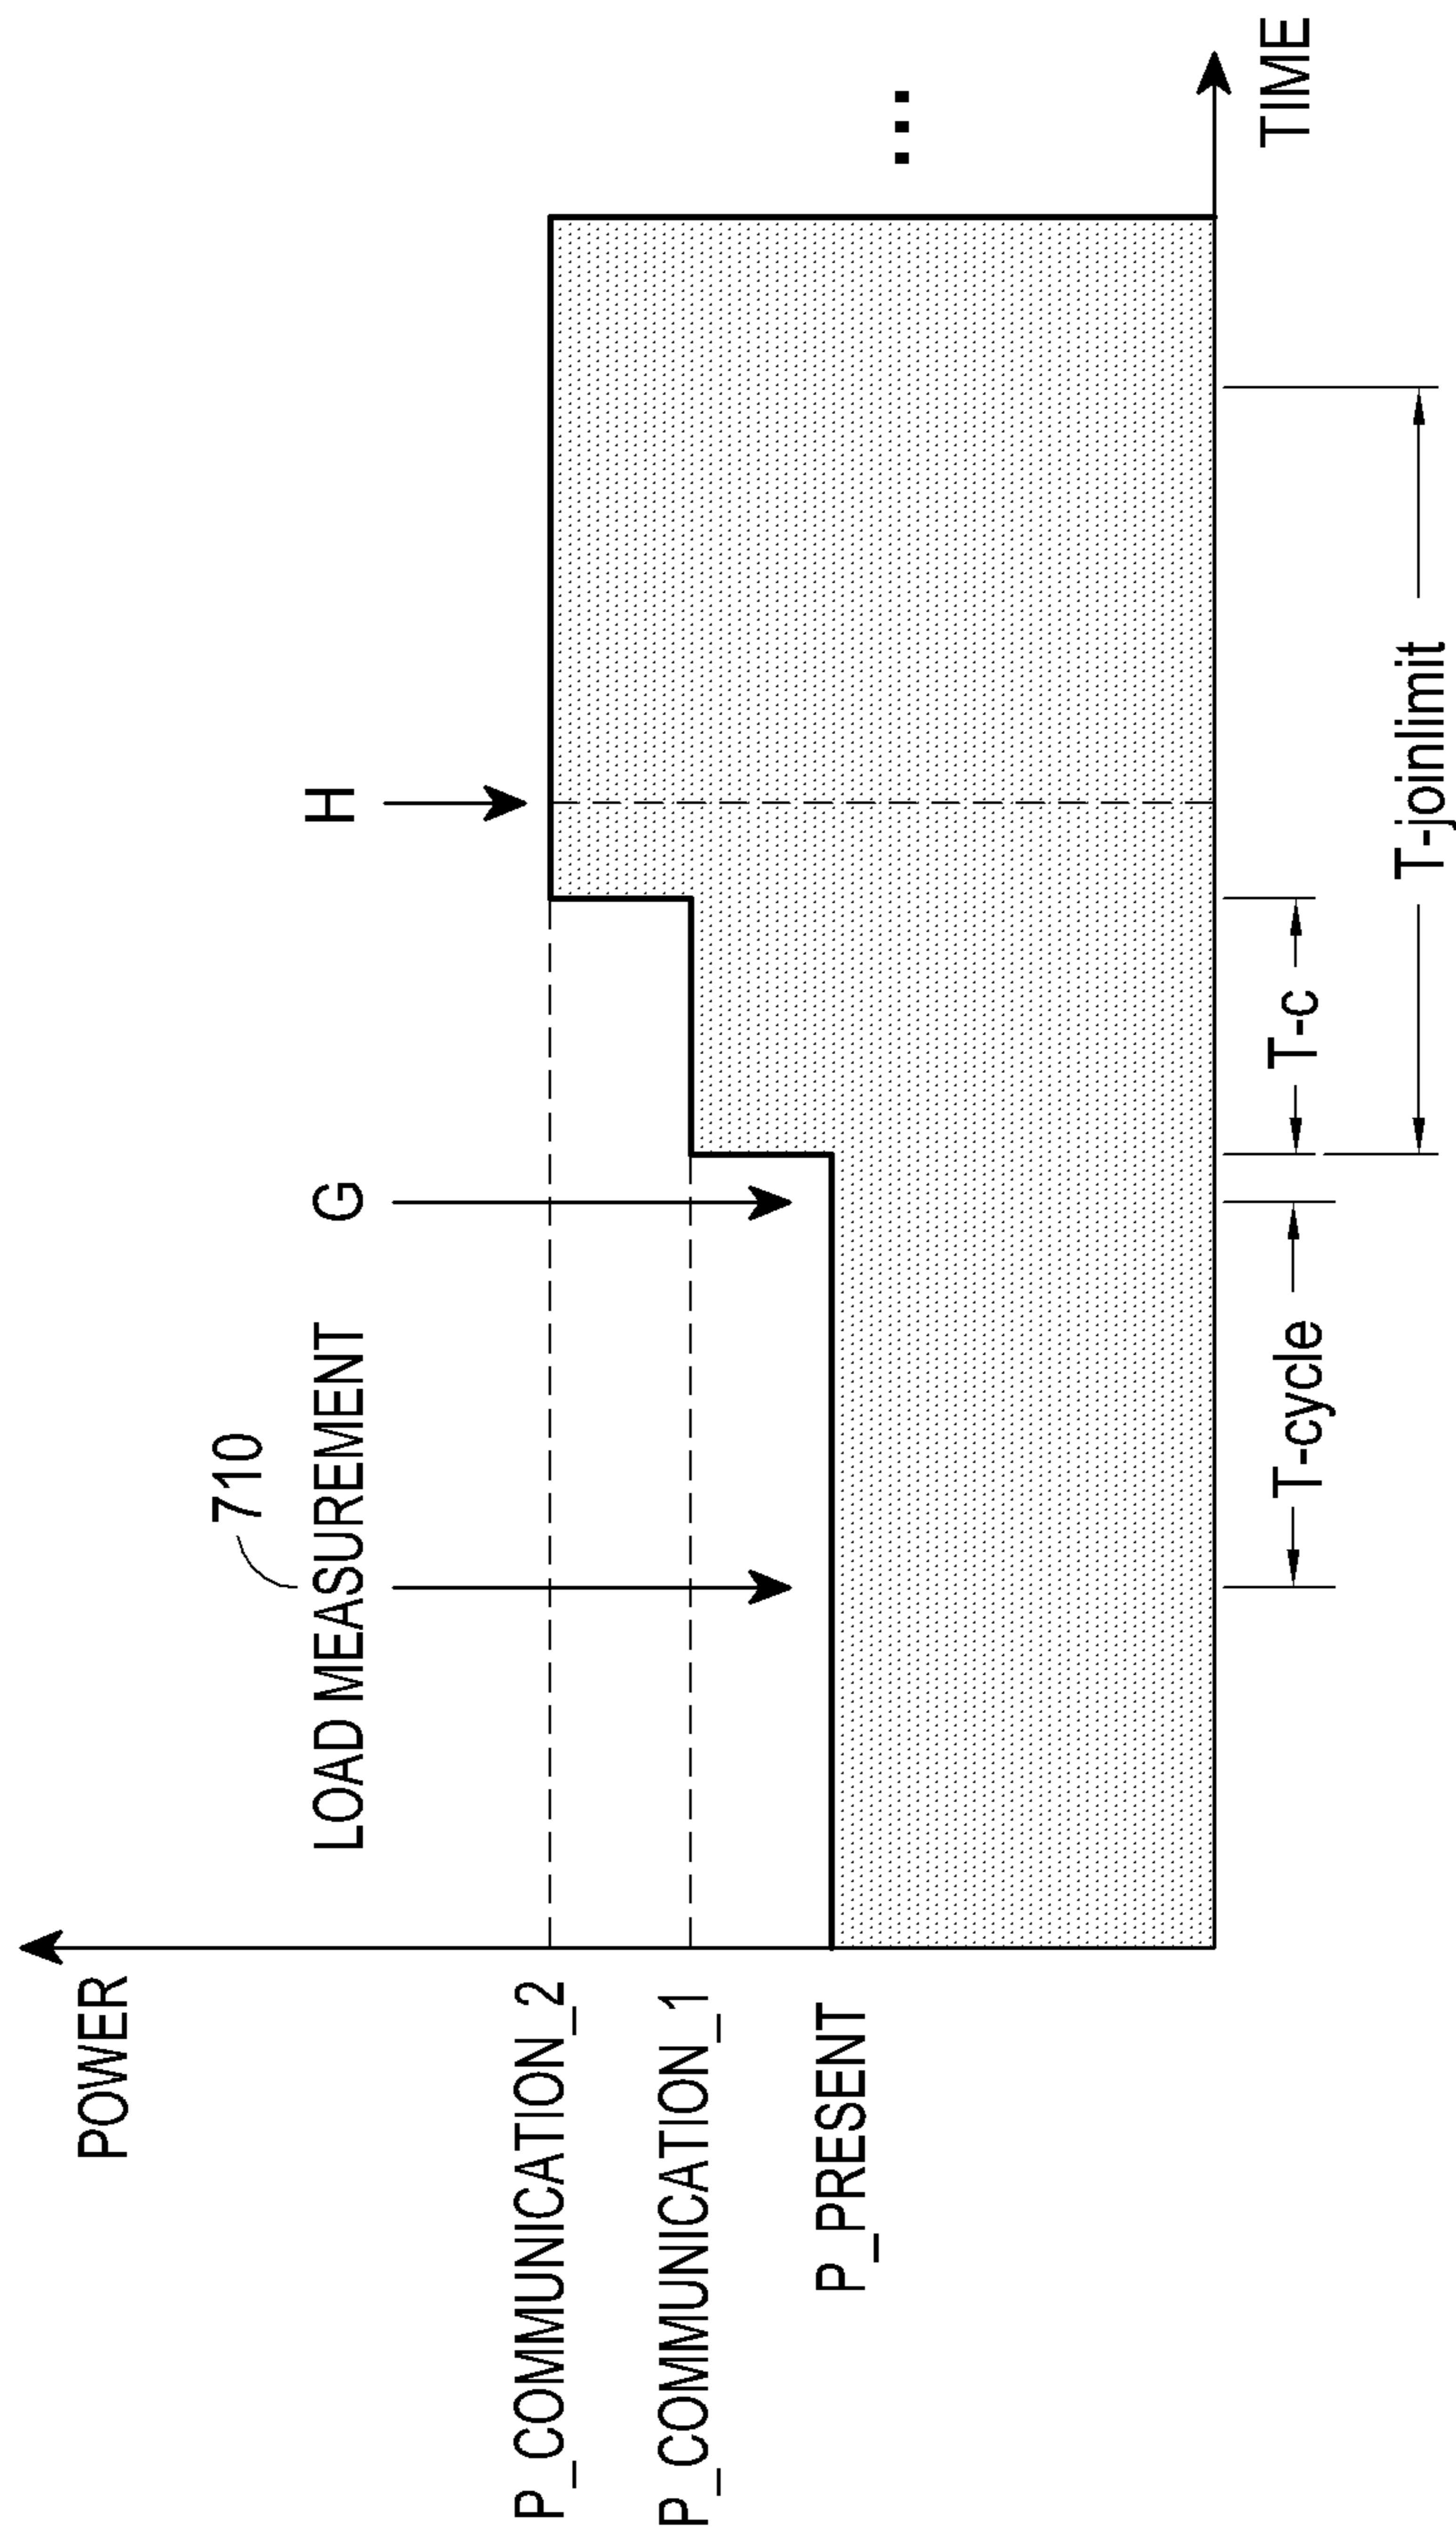 POWER
710
LOAD MEASUREMENT
G
H
P_COMMUNICATION_2
P_COMMUNICATION_1
P_PRESENT
...
TIME
T-cycle
T-c
T-joinlimit